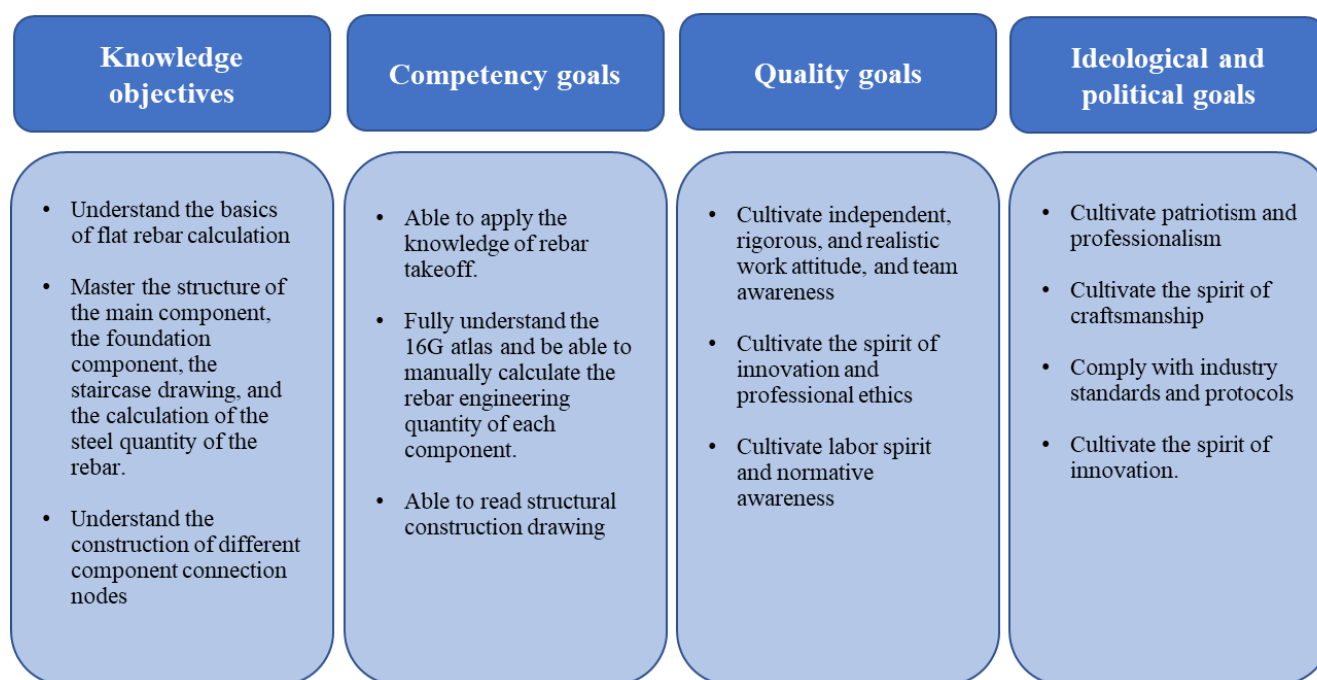 Knowledge
objectives
• Understand the basics
of flat rebar calculation
• Master the structure of
the main component,
the foundation
component, the
staircase drawing, and
the calculation of the
steel quantity of the
rebar.
• Understand the
construction of different
component connection
nodes
Competency goals
• Able to apply the
knowledge of rebar
takeoff.
• Fully understand the
16G atlas and be able to
manually calculate the
rebar engineering
quantity of each
component.
• Able to read structural
construction drawing
Quality goals
• Cultivate independent,
rigorous, and realistic
work attitude, and team
awareness
• Cultivate the spirit of
innovation and
professional ethics
• Cultivate labor spirit
and normative
awareness
Ideological and
political goals
• Cultivate patriotism and
professionalism
• Cultivate the spirit of
craftsmanship
• Comply with industry
standards and protocols
• Cultivate the spirit of
innovation.